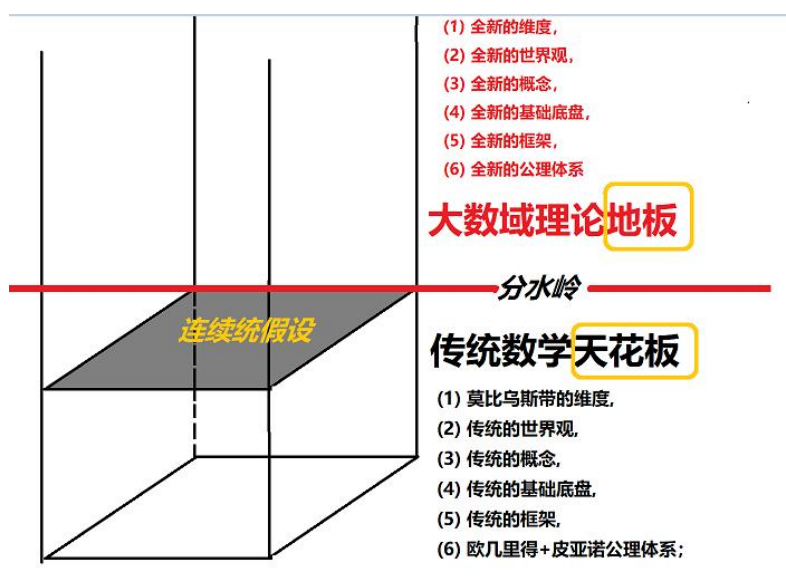 (1) 全新的维度,
(2) 全新的世界观,
(3) 全新的概念,
(4) 全新的基础底盘,
(5) 全新的框架,
(6) 全新的公理体系
大数域理论地板
分水岭
连续统假设
传统数学天花板
(1) 莫比乌斯带的维度,
(2) 传统的世界观,
(3) 传统的概念,
(4) 传统的基础底盘,
(5) 传统的框架,
(6) 欧几里得+皮亚诺公理体系;